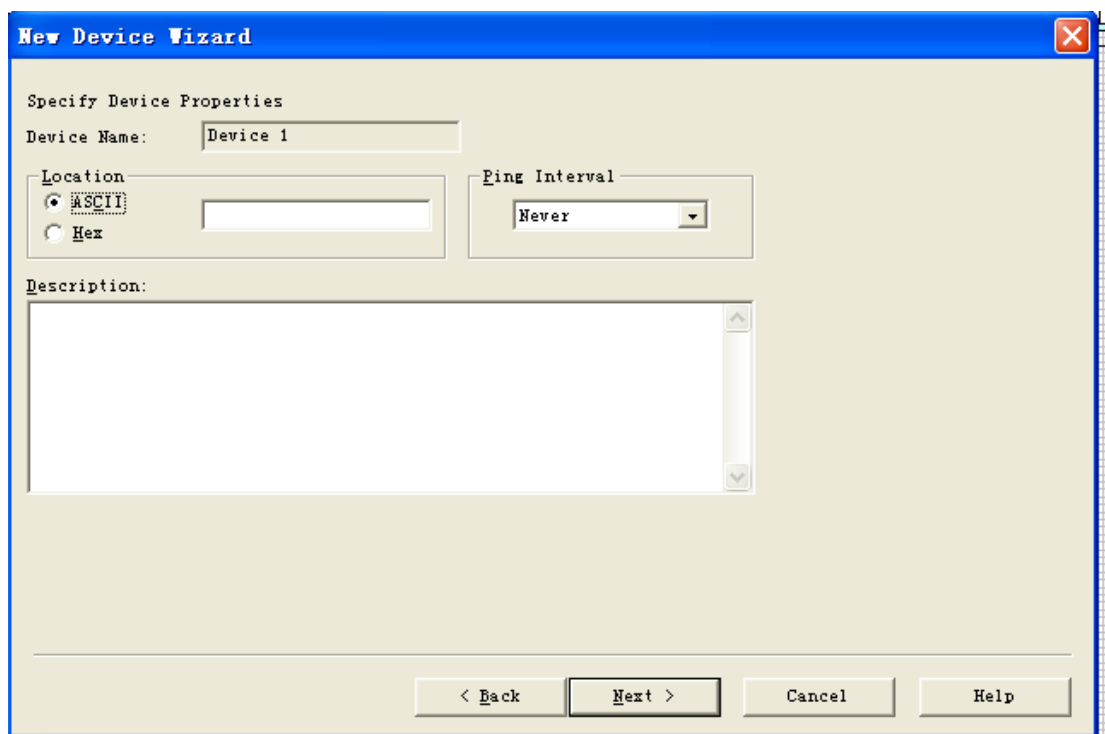 New Device Wizard
Specify Device Properties
Device Name: Device 1
Location
ASCII
Hex
Ping Interval
Never
Description:
< Back Next > Cancel Help